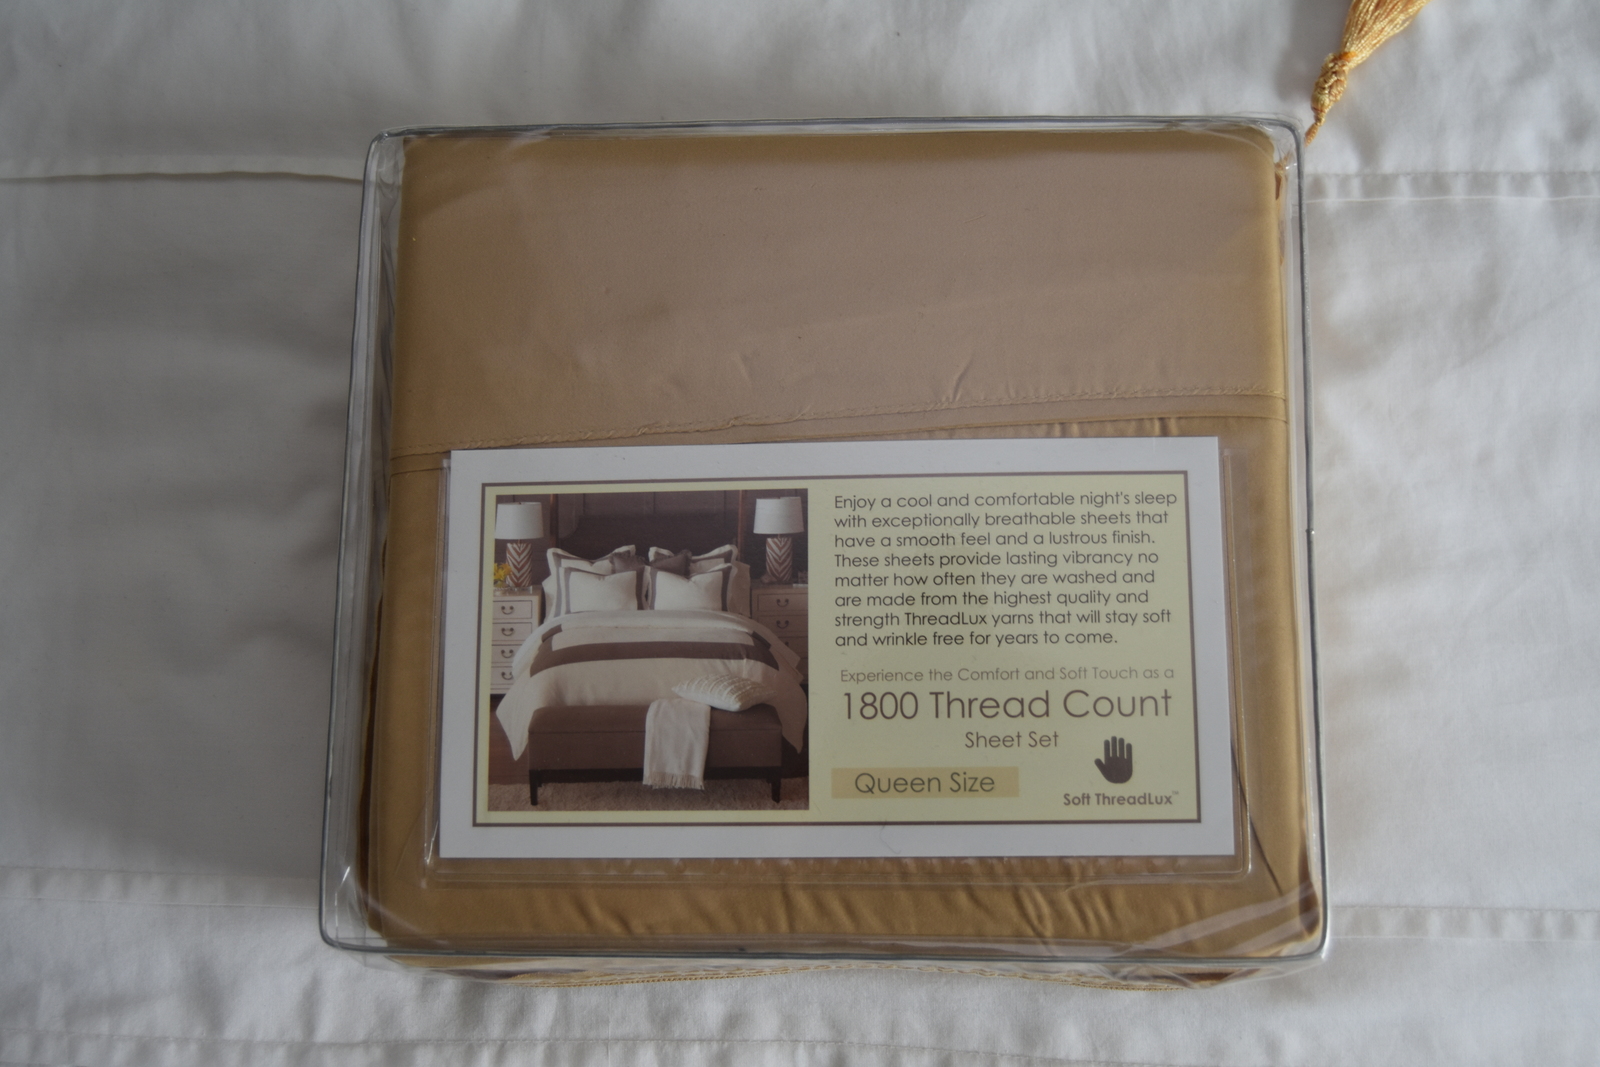 Enjoy a cool and comfortable night's sleep
with exceptionally breathable sheets that
have a smooth feel and a lustrous finish.
These sheets provide lasting vibrancy no
matter how often they are washed and
are made from the highest quality and
strength ThreadLux yarns that will stay soft
and wrinkle free for years to come.
Experience the Comfort and Soft Touch as a
1800 Thread Count
Sheet Set
Queen Size
Soft ThreadLux™